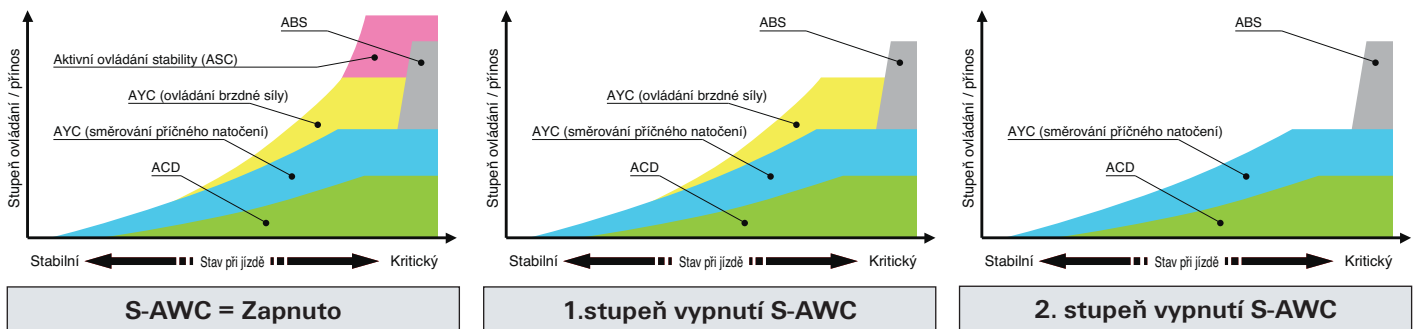 Stupeň ovládání / přínos
ABS
Aktivní ovládání stability (ASC)
AYC (ovládání brzdné síly)
AYC (směrování příčného natočení)
ACD
Stabilní
Stav při jízdě
Kritický
S-AWC = Zapnuto
Stupeň ovládání / přínos
ABS
AYC (ovládání brzdné síly)
AYC (směrování příčného natočení)
ACD
Stabilní
Stav při jízdě
Kritický
1.stupeň vypnutí S-AWC
Stupeň ovládání / přínos
ABS
AYC (směrování příčného natočení)
ACD
Stabilní
Stav při jízdě
Kritický
2. stupeň vypnutí S-AWC